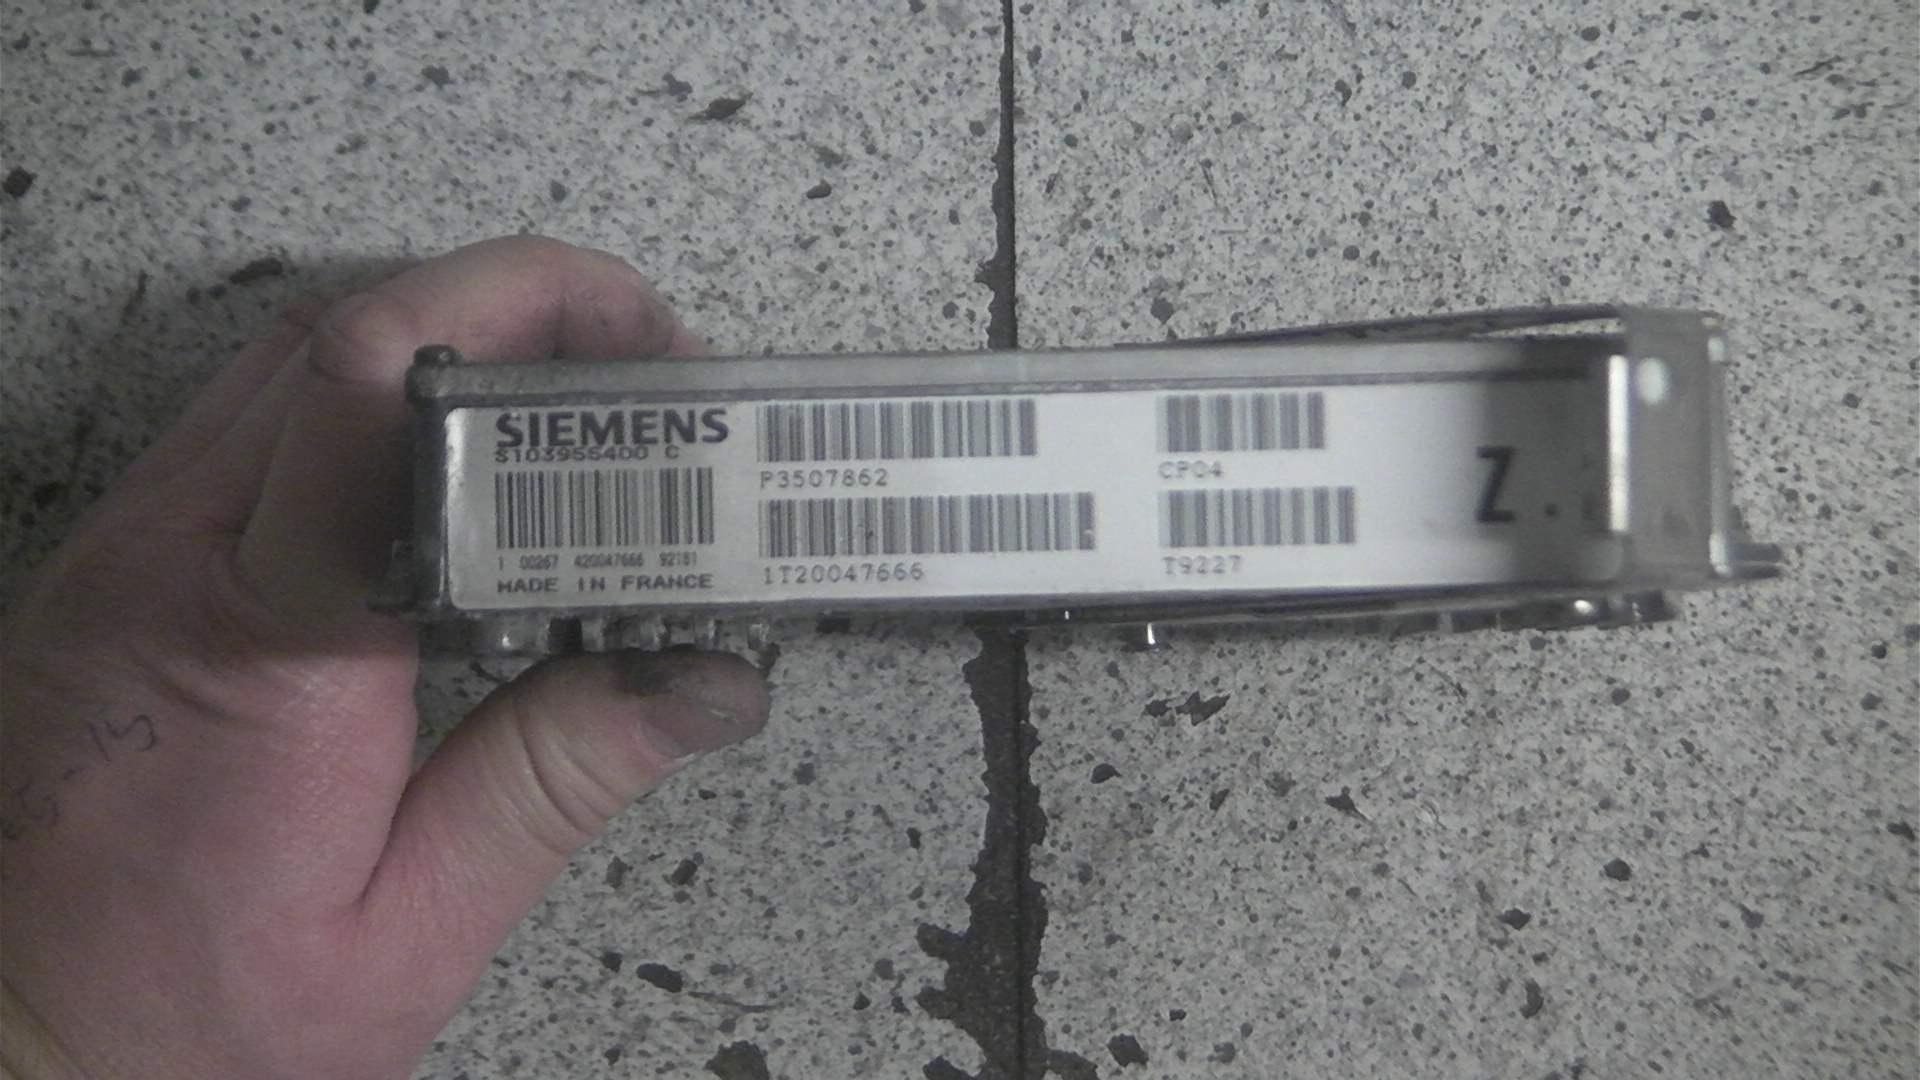 SIEMENS
S103955400 C
1 00267 420047666 92181
MADE IN FRANCE
P3507862
1T20047666
CP04
T9227
Z.